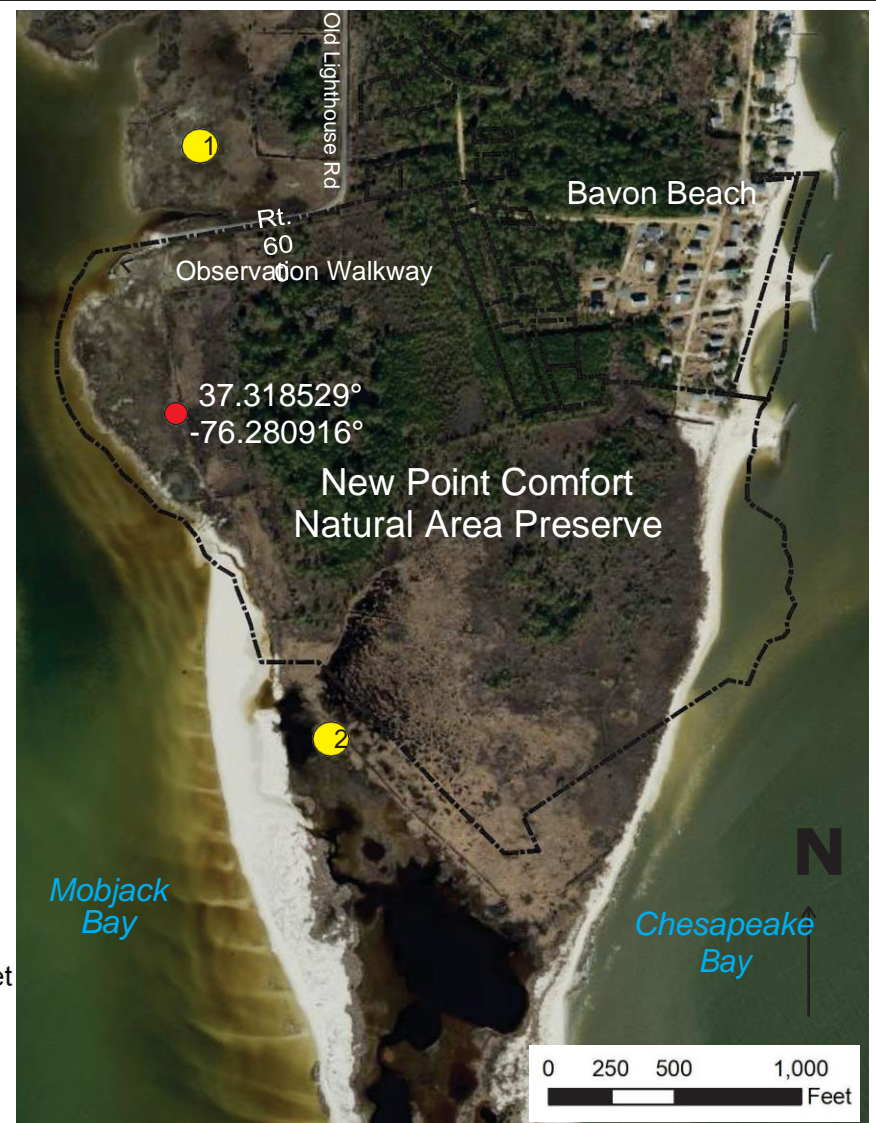 Old Lighthouse Rd
1
Bavon Beach
Rt.
60
0
Observation Walkway
37.318529°
-76.280916°
New Point Comfort
Natural Area Preserve
2
N
Mobjack
Bay
Chesapeake
Bay
et
0 250 500 1,000
Feet